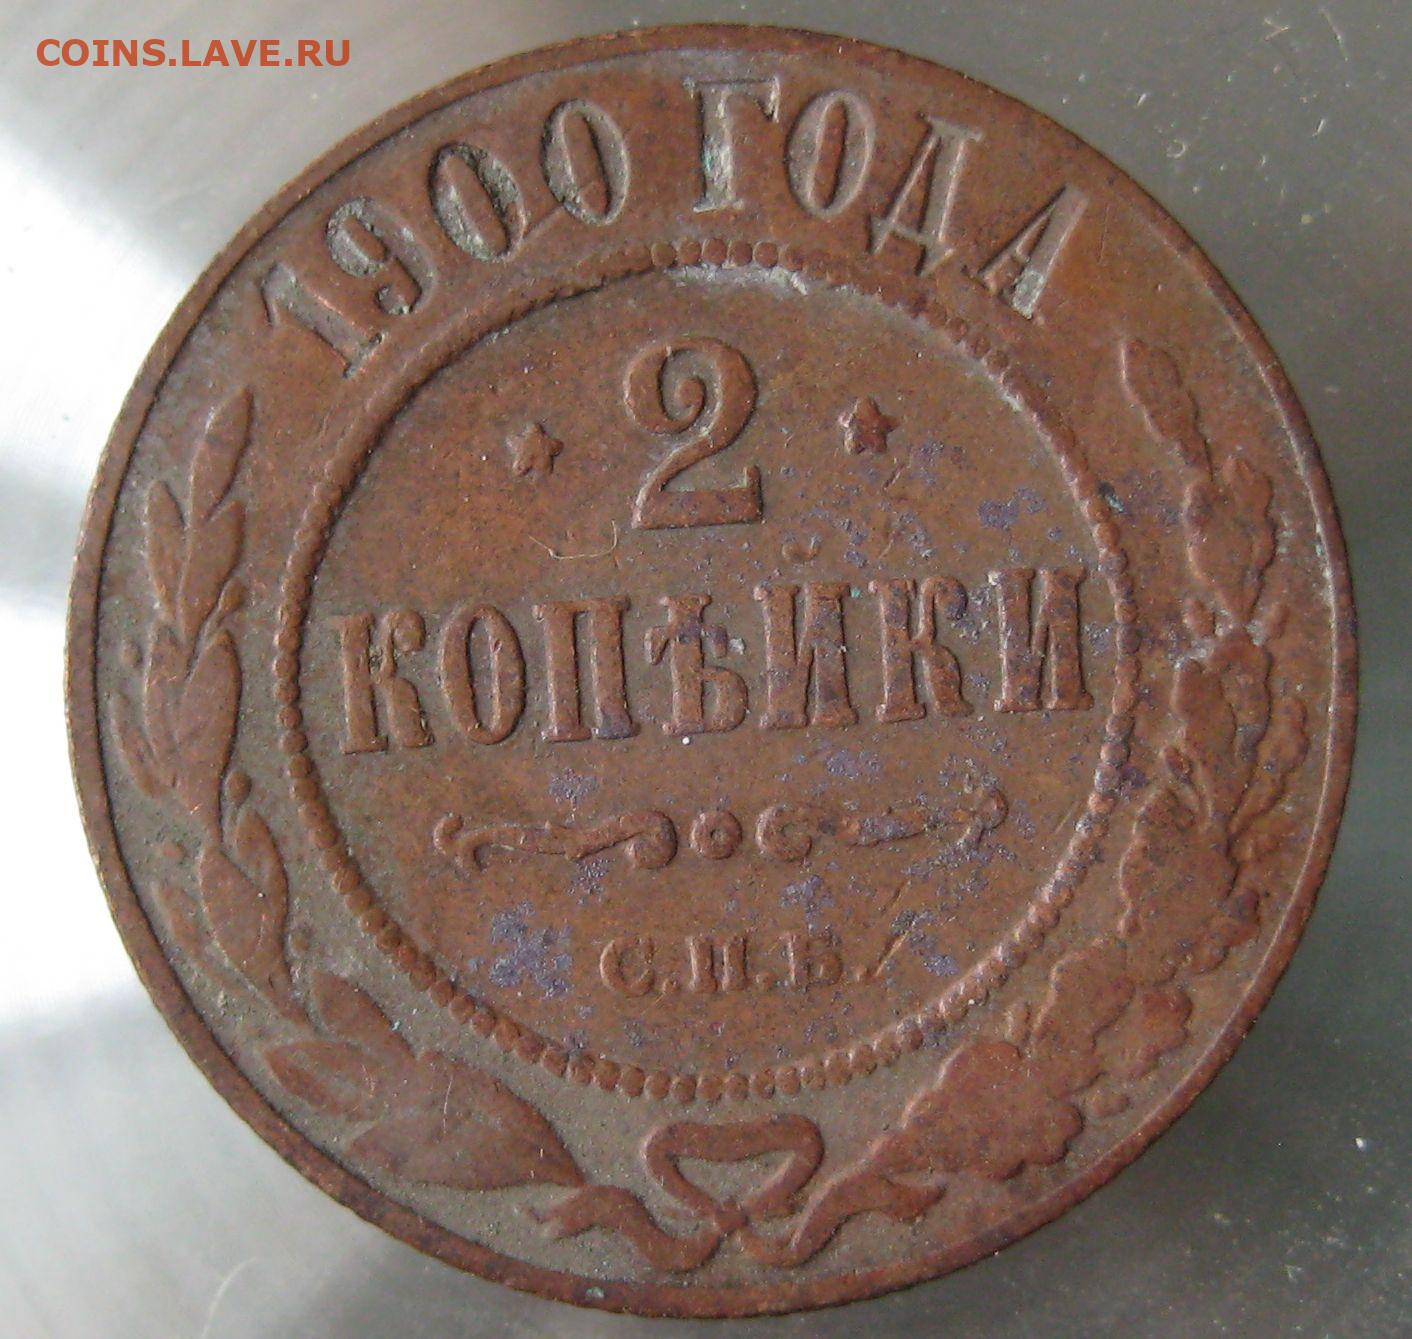 COINS.LAVE.RU
1900 ГОДА
2
КОПѢЙКИ
С.П.Б.